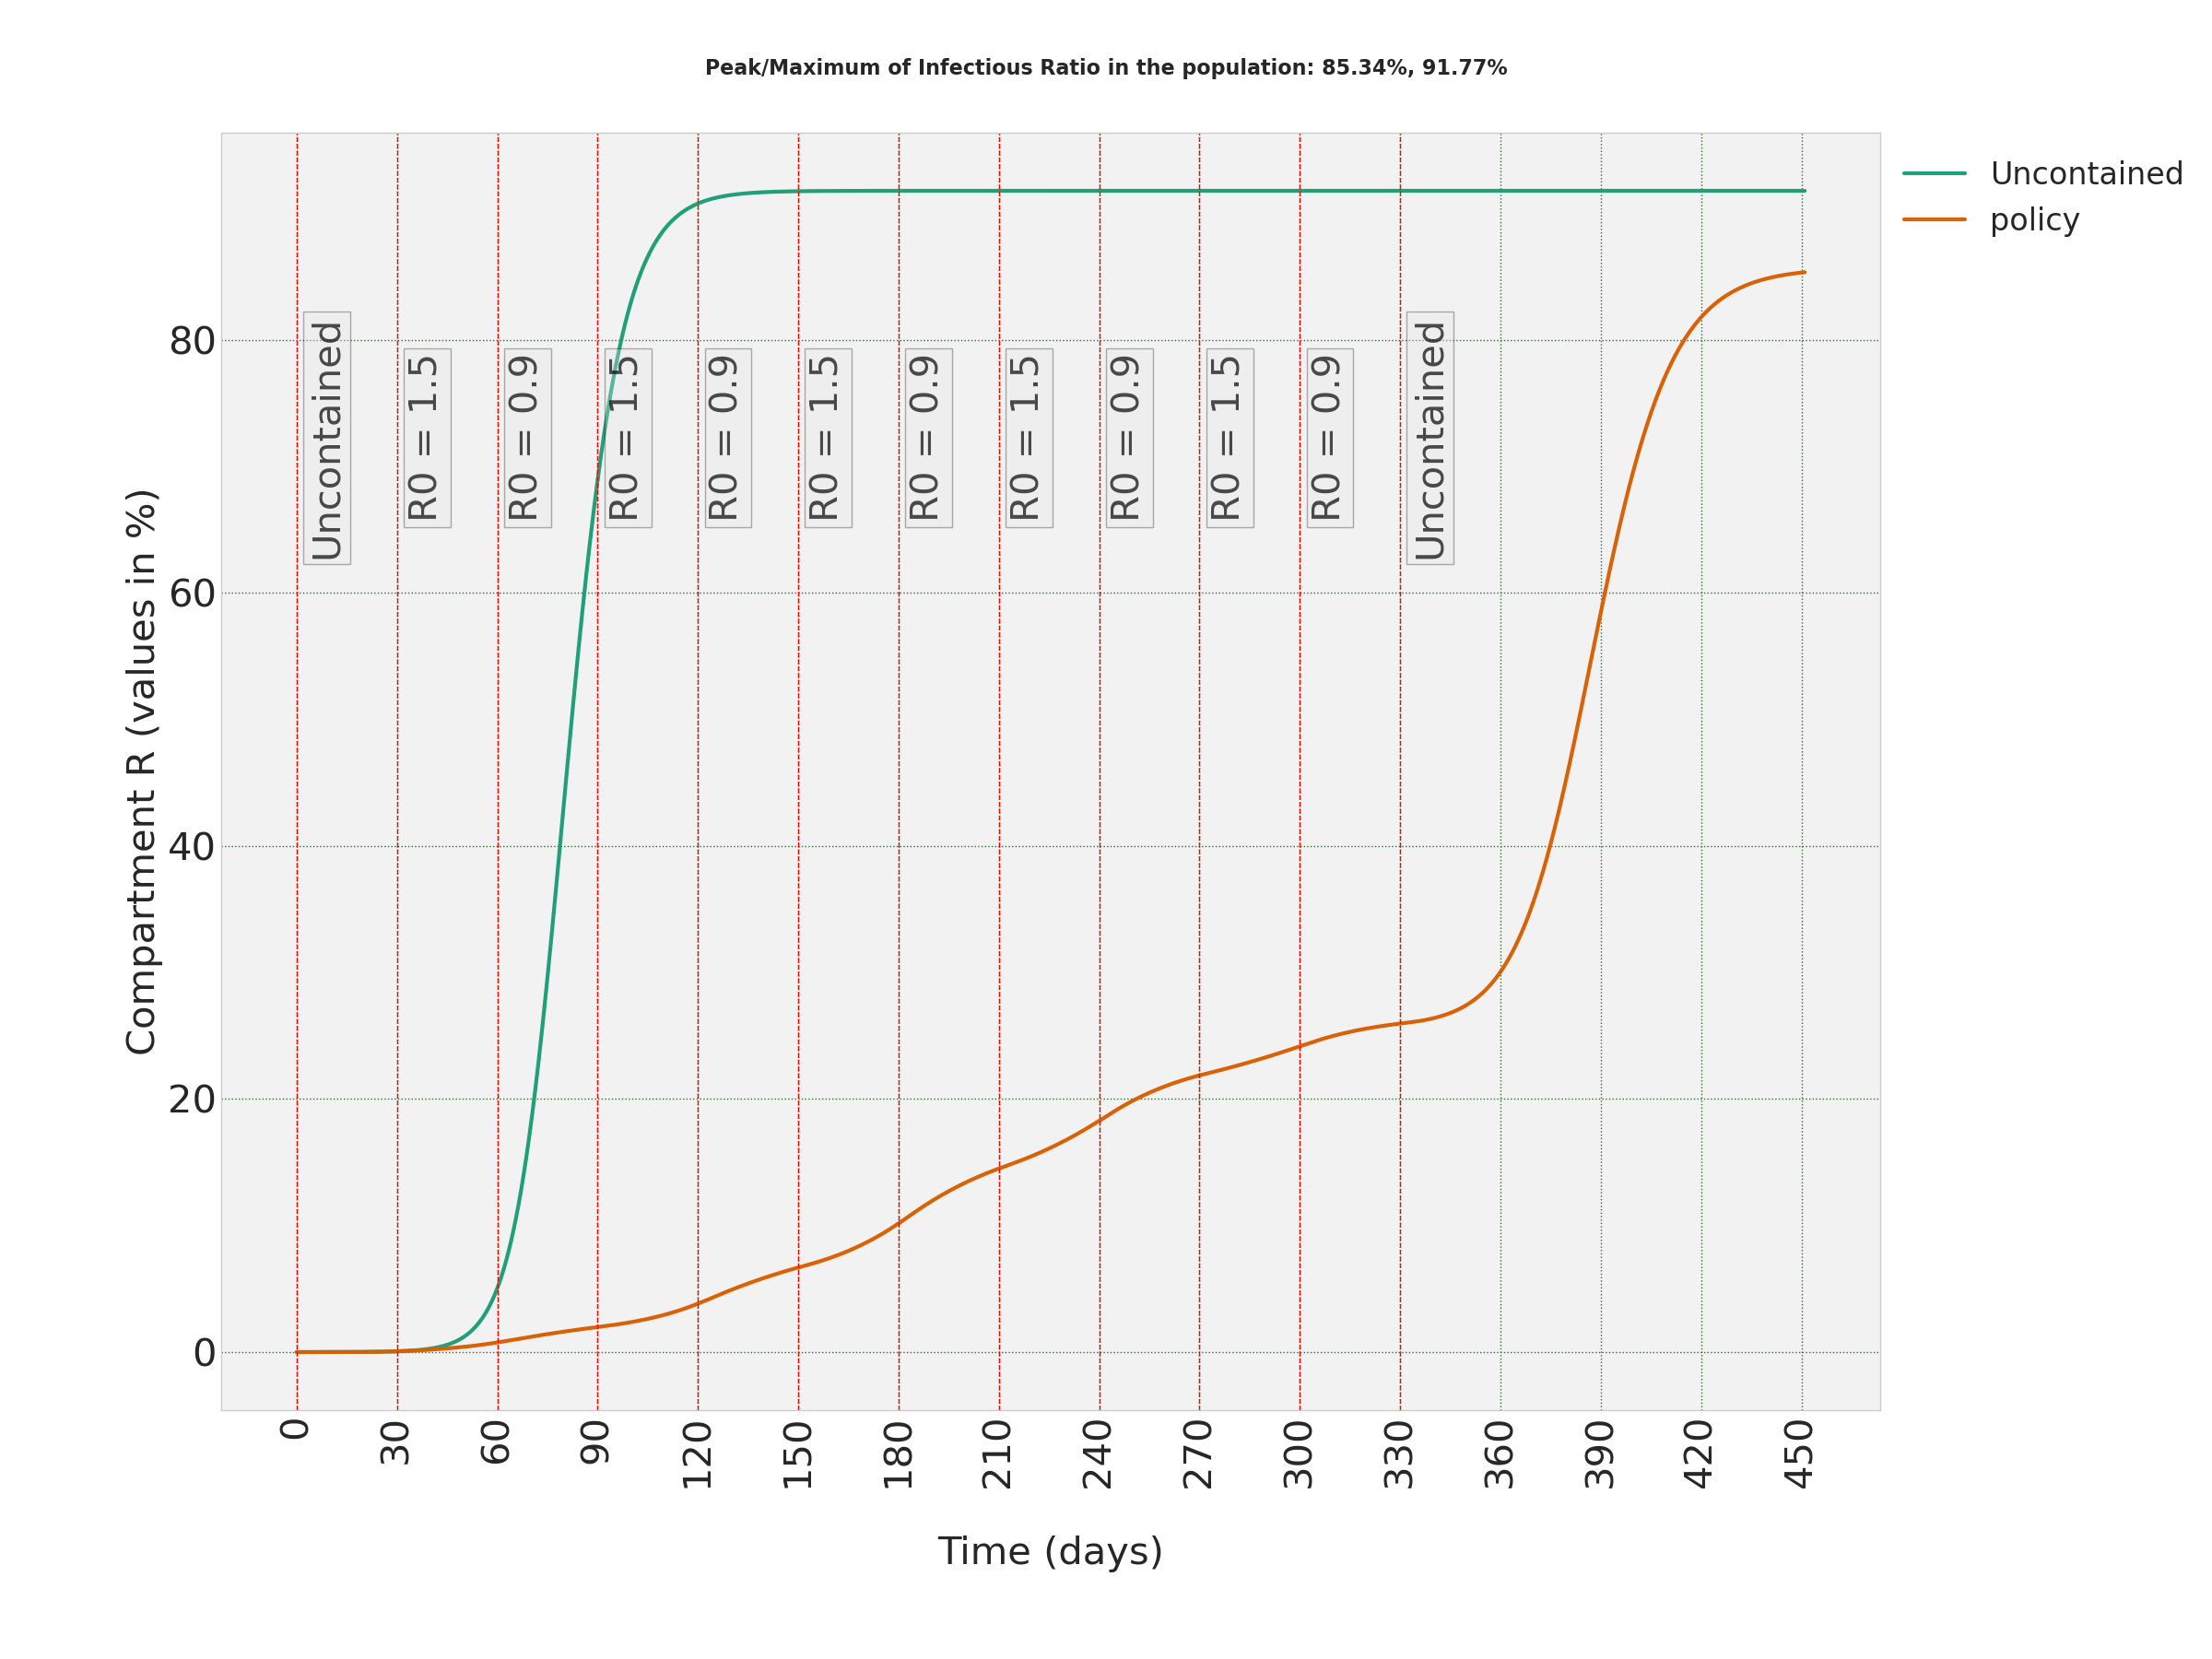 Peak/Maximum of Infectious Ratio in the population: 85.34%, 91.77%
Uncontained
policy
Compartment R (values in %)
80
60
40
20
0
Uncontained
R0 = 1.5
R0 = 0.9
R0 = 1.5
R0 = 0.9
R0 = 1.5
R0 = 0.9
R0 = 1.5
R0 = 0.9
R0 = 1.5
R0 = 0.9
Uncontained
0
30
60
90
120
150
180
210
240
270
300
330
360
390
420
450
Time (days)